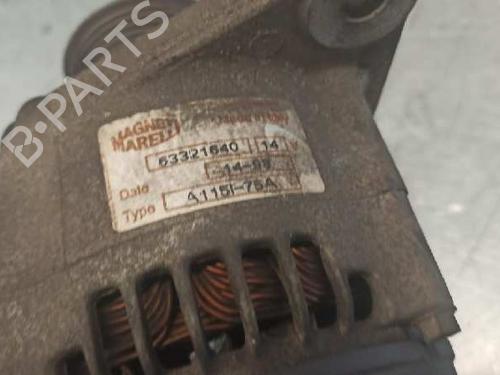 B-PARTS
MAGNETI
MARELLI
63321640 14 V
Date 14-99
Type A115I-75A